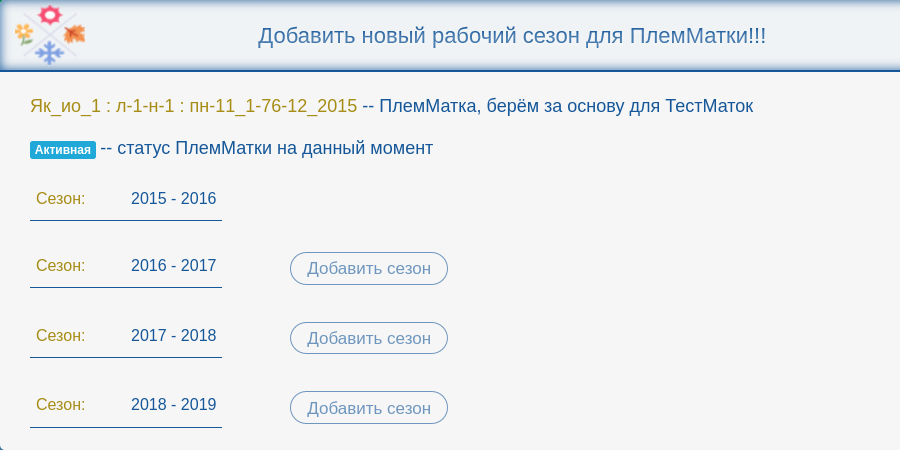 Добавить новый рабочий сезон для ПлемМатки!!!
Як_ио_1 : л-1-н-1 : пн-11_1-76-12_2015 -- ПлемМатка, берём за основу для ТестМаток
Активная -- статус ПлемМатки на данный момент
Сезон: 2015 - 2016
Сезон: 2016 - 2017 Добавить сезон
Сезон: 2017 - 2018 Добавить сезон
Сезон: 2018 - 2019 Добавить сезон